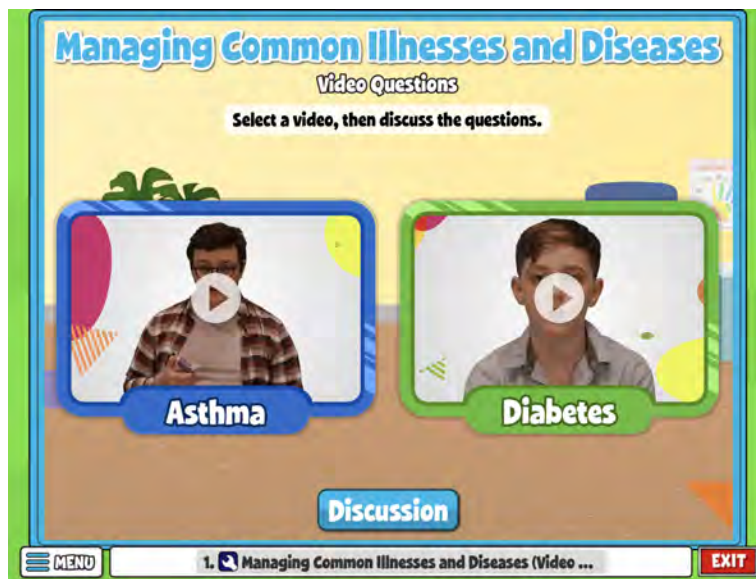 Managing Common Illnesses and Diseases
Video Questions
Select a video, then discuss the questions.
Asthma
Diabetes
Discussion
MENU
1. Managing Common Illnesses and Diseases (Video ...
EXIT